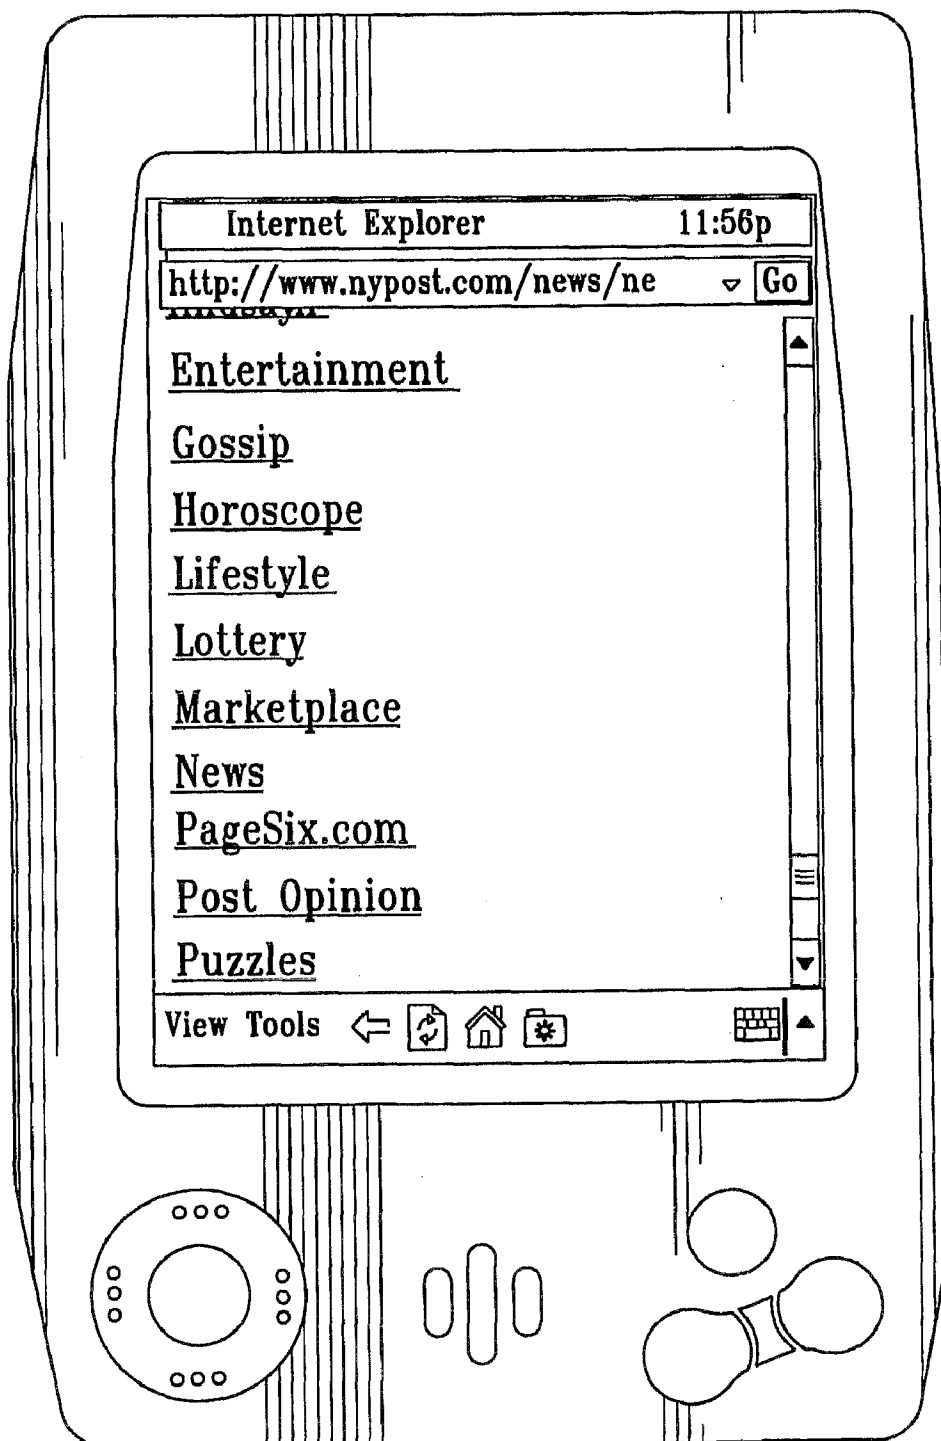 Internet Explorer 11:56p
http://www.nypost.com/news/ne Go
Entertainment
Gossip
Horoscope
Lifestyle
Lottery
Marketplace
News
PageSix.com
Post Opinion
Puzzles
View Tools